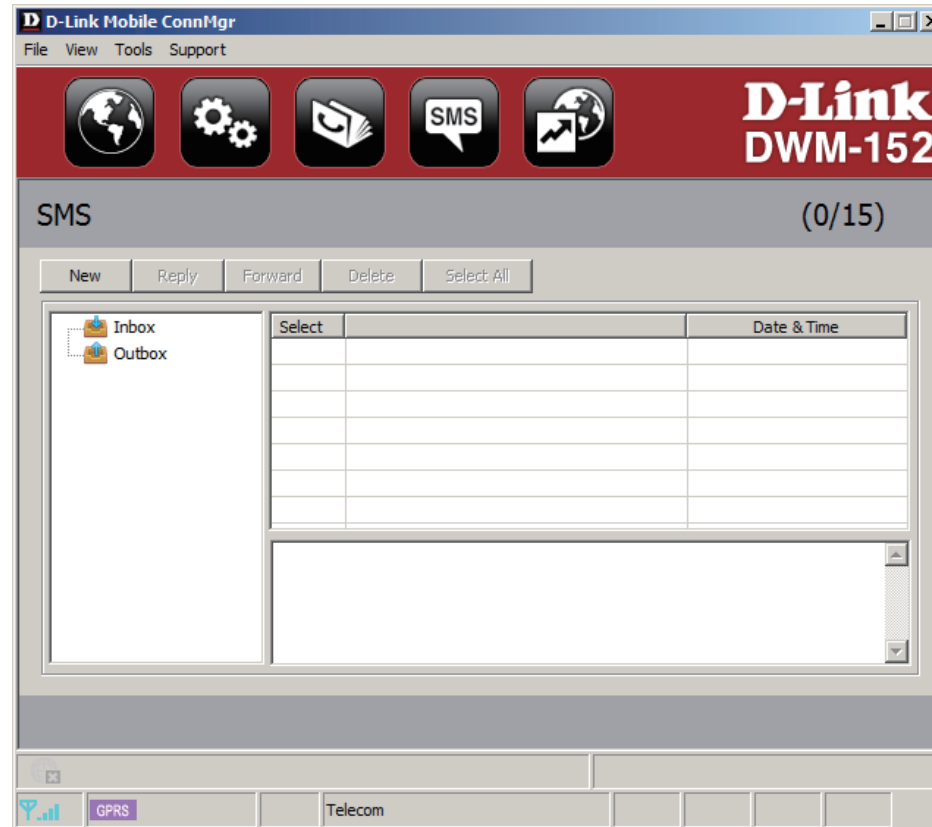 D D-Link Mobile ConnMgr
File View Tools Support
SMS
D-Link
DWM-152
SMS (0/15)
New Reply Forward Delete Select All
Inbox
Outbox
Select Date & Time
GPRS Telecom